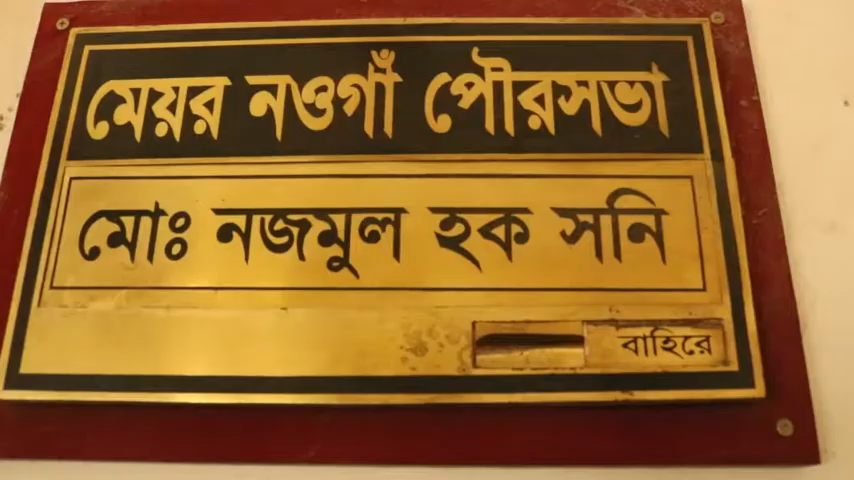 মেয়র নওগাঁ পৌরসভা
মোঃ নজমুল হক সনি
বাহিরে